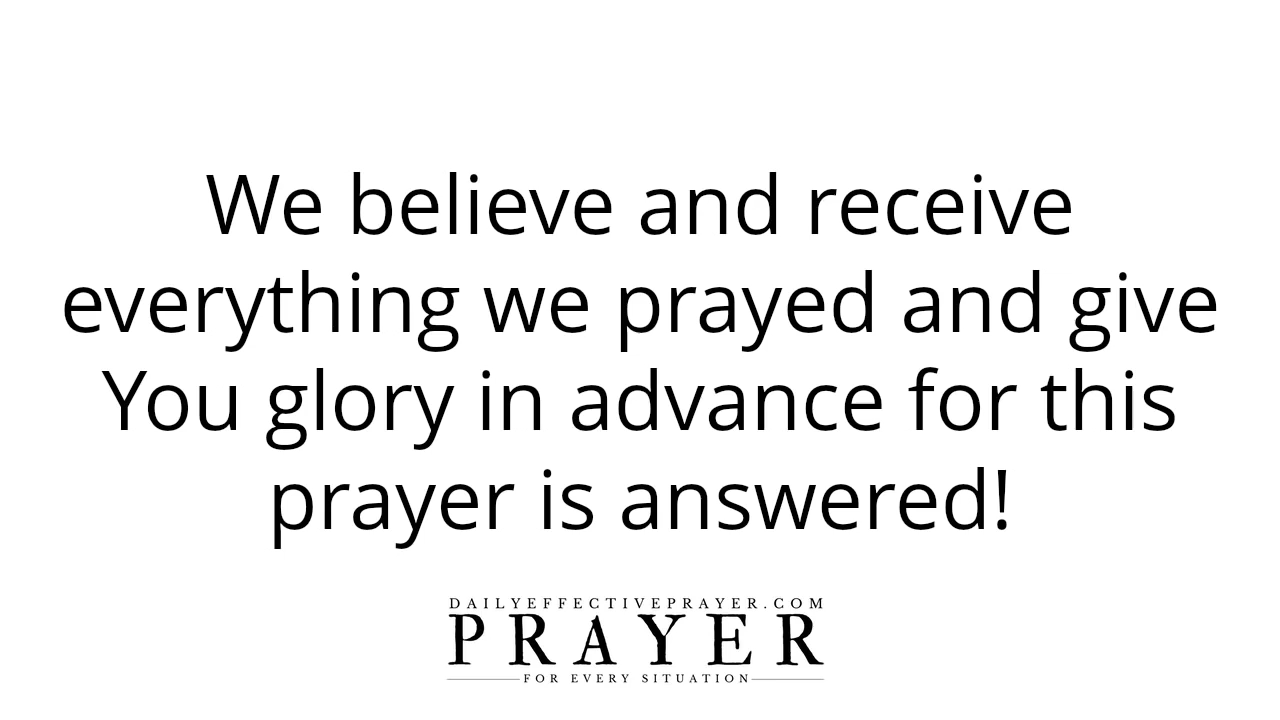 We believe and receive
everything we prayed and give
You glory in advance for this
prayer is answered!
DAILYEFFECTIVEPRAYER.COM
PRAYER
FOR EVERY SITUATION